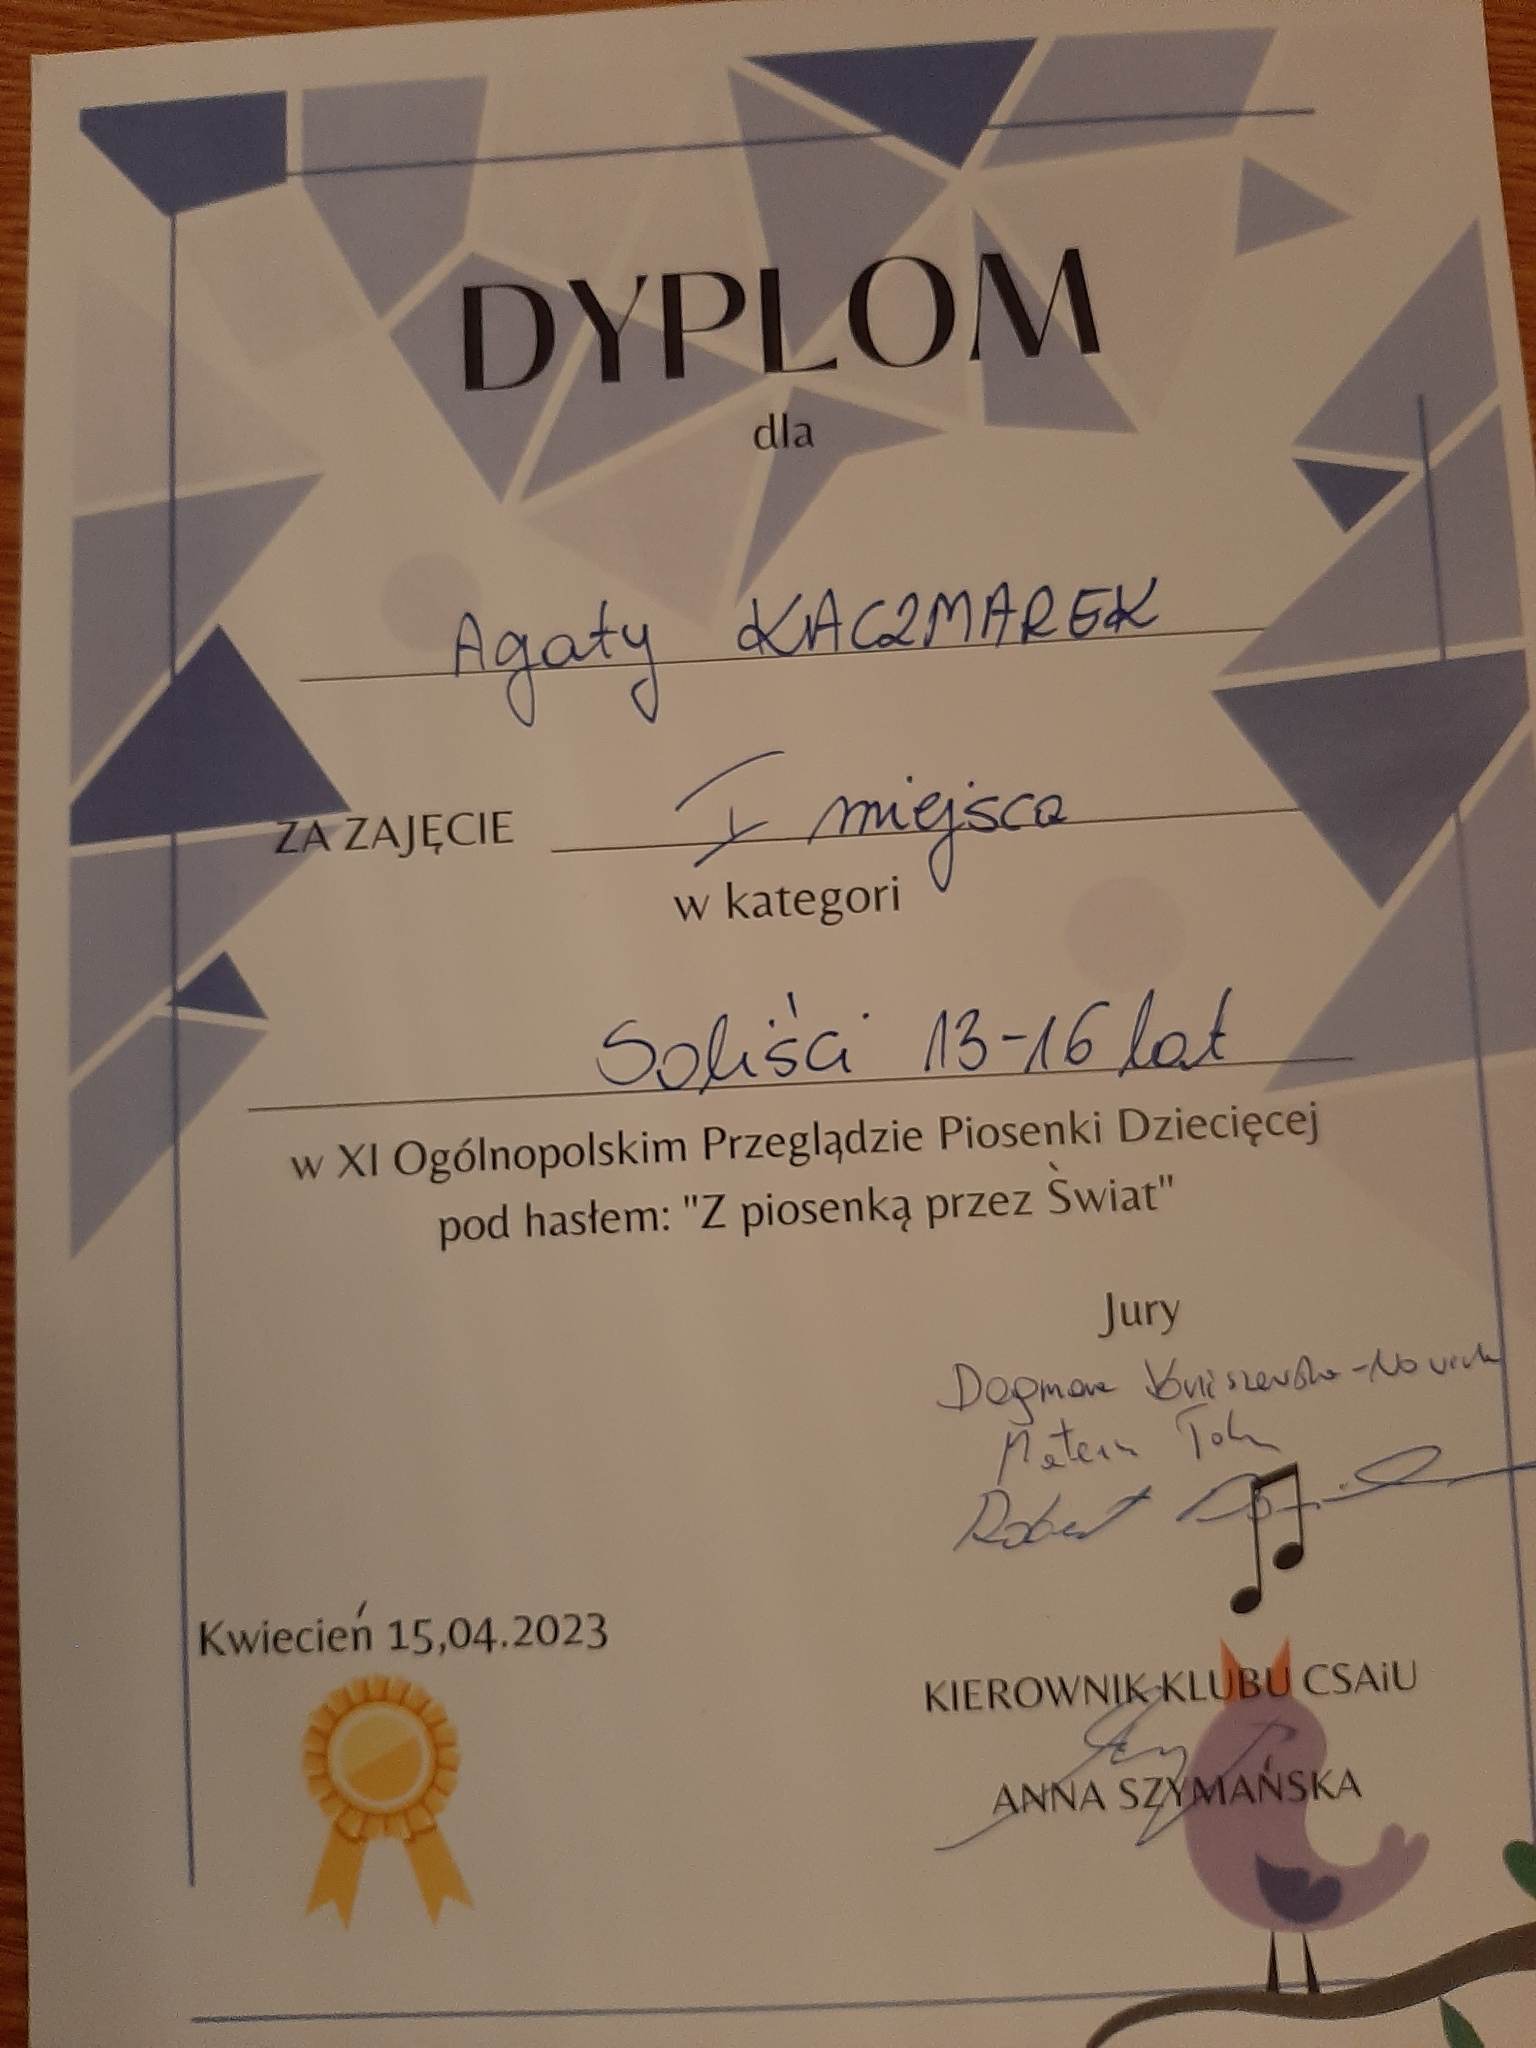 DYPLOM
dla
Agaty KACZMAREK
ZA ZAJĘCIE I miejsca
w kategori
Soliści 13-16 lat
w XI Ogólnopolskim Przeglądzie Piosenki Dziecięcej
pod hasłem: "Z piosenką przez Świat"
Jury
Robert
Kwiecień 15,04.2023
KIEROWNIK KLUBU CSAiU
ANNA SZYMAŃSKA